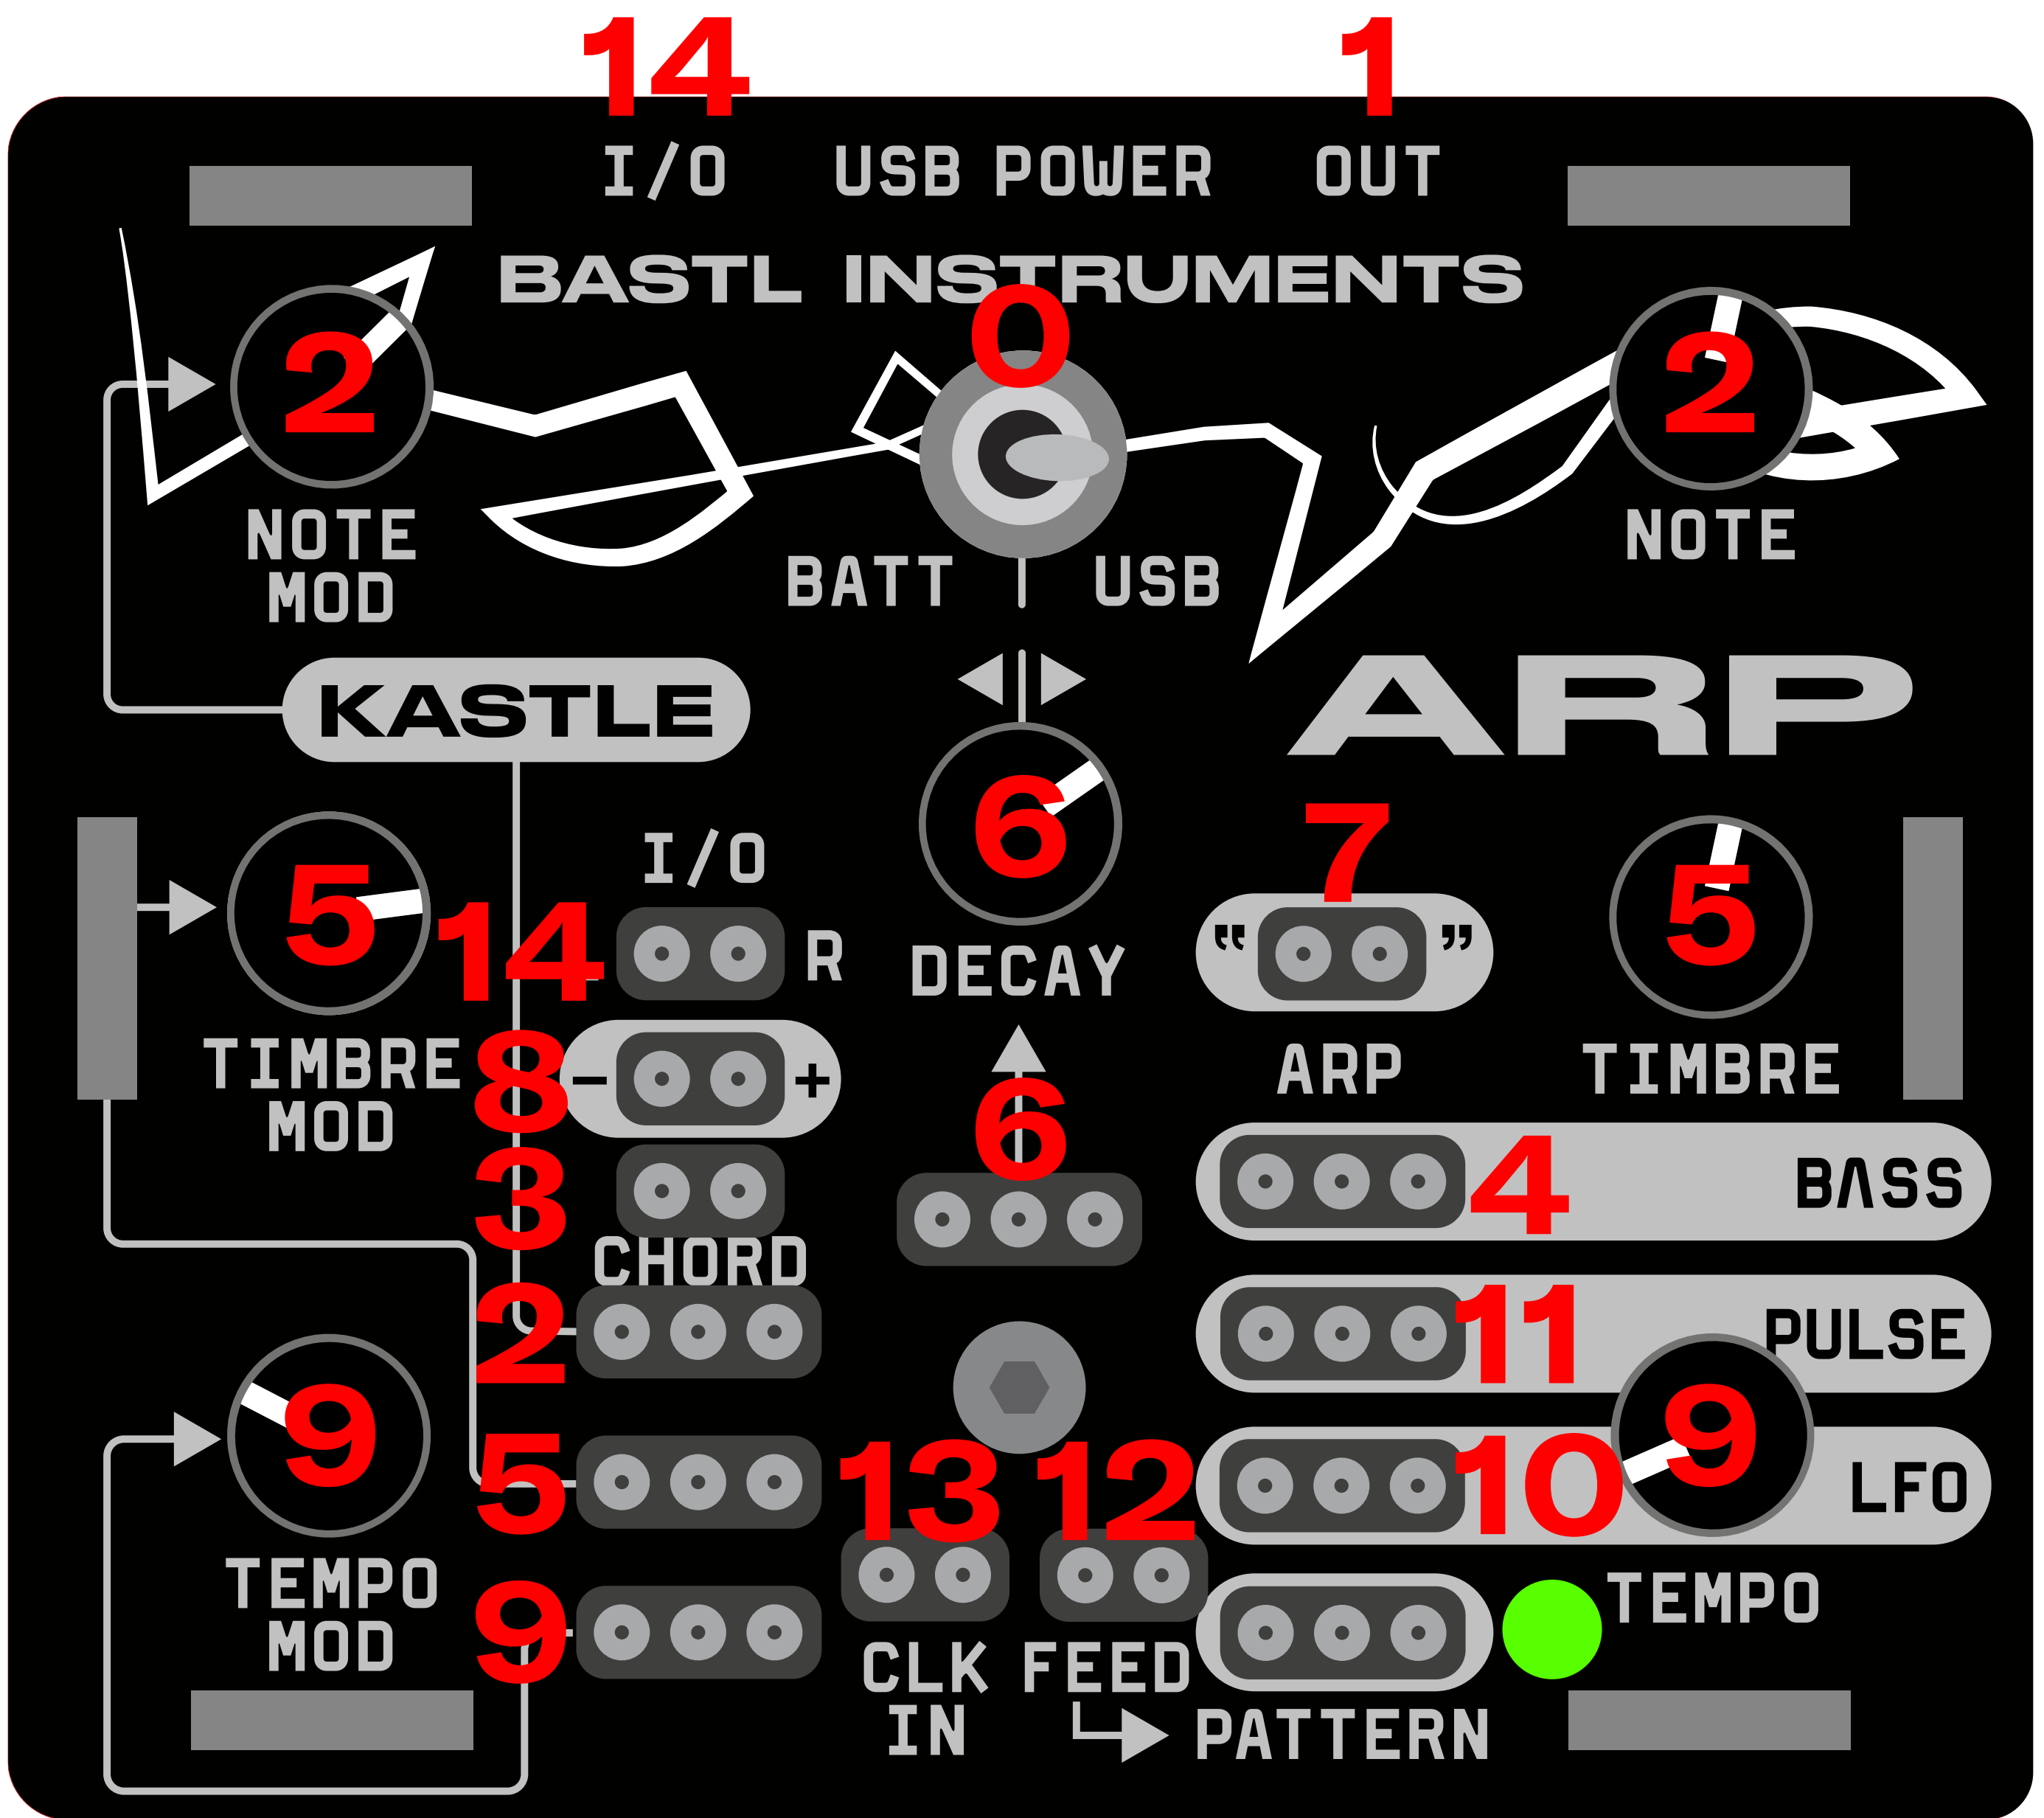 14 1
I/O USB POWER OUT
BASTL INSTRUMENTS
0
2 2
NOTE MOD
NOTE
BATT USB
KASTLE
ARP
6
7
5 5
I/O
14 R
DECAY
" "
TIMBRE MOD
8 - +
ARP
TIMBRE
6
3
4 BASS
CHORD
2
11 PULSE
9 9
5
13 12
10 LFO
TEMPO MOD
9
CLK IN
FEED
TEMPO
PATTERN